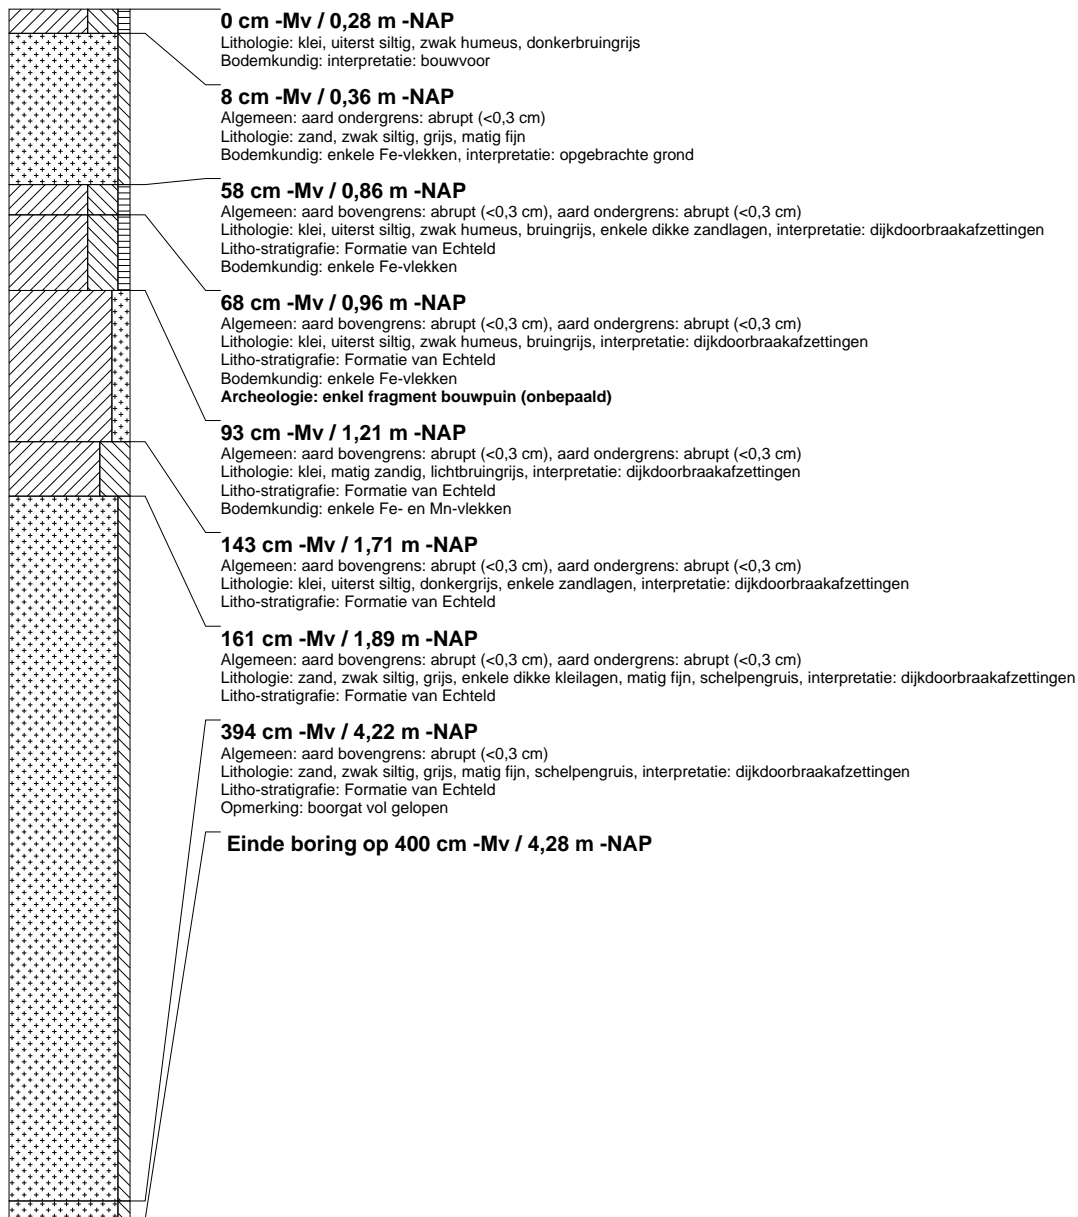 0 cm -Mv / 0,28 m -NAP
Lithologie: klei, uiterst siltig, zwak humeus, donkerbruingrijs
Bodemkundig: interpretatie: bouwvoor
8 cm -Mv / 0,36 m -NAP
Algemeen: aard ondergrens: abrupt (<0,3 cm)
Lithologie: zand, zwak siltig, grijs, matig fijn
Bodemkundig: enkele Fe-vlekken, interpretatie: opgebrachte grond
58 cm -Mv / 0,86 m -NAP
Algemeen: aard bovengrens: abrupt (<0,3 cm), aard ondergrens: abrupt (<0,3 cm)
Lithologie: klei, uiterst siltig, zwak humeus, bruingrijs, enkele dikke zandlagen, interpretatie: dijkdoorbraakafzettingen
Litho-stratigrafie: Formatie van Echteld
Bodemkundig: enkele Fe-vlekken
68 cm -Mv / 0,96 m -NAP
Algemeen: aard bovengrens: abrupt (<0,3 cm), aard ondergrens: abrupt (<0,3 cm)
Lithologie: klei, uiterst siltig, zwak humeus, bruingrijs, interpretatie: dijkdoorbraakafzettingen
Litho-stratigrafie: Formatie van Echteld
Bodemkundig: enkele Fe-vlekken
Archeologie: enkel fragment bouwpuin (onbepaald)
93 cm -Mv / 1,21 m -NAP
Algemeen: aard bovengrens: abrupt (<0,3 cm), aard ondergrens: abrupt (<0,3 cm)
Lithologie: klei, matig zandig, lichtbruingrijs, interpretatie: dijkdoorbraakafzettingen
Litho-stratigrafie: Formatie van Echteld
Bodemkundig: enkele Fe- en Mn-vlekken
143 cm -Mv / 1,71 m -NAP
Algemeen: aard bovengrens: abrupt (<0,3 cm), aard ondergrens: abrupt (<0,3 cm)
Lithologie: klei, uiterst siltig, donkergrijs, enkele zandlagen, interpretatie: dijkdoorbraakafzettingen
Litho-stratigrafie: Formatie van Echteld
161 cm -Mv / 1,89 m -NAP
Algemeen: aard bovengrens: abrupt (<0,3 cm), aard ondergrens: abrupt (<0,3 cm)
Lithologie: zand, zwak siltig, grijs, enkele dikke kleilagen, matig fijn, schelpengruis, interpretatie: dijkdoorbraakafzettingen
Litho-stratigrafie: Formatie van Echteld
394 cm -Mv / 4,22 m -NAP
Algemeen: aard bovengrens: abrupt (<0,3 cm)
Lithologie: zand, zwak siltig, grijs, matig fijn, schelpengruis, interpretatie: dijkdoorbraakafzettingen
Litho-stratigrafie: Formatie van Echteld
Opmerking: boorgat vol gelopen
Einde boring op 400 cm -Mv / 4,28 m -NAP